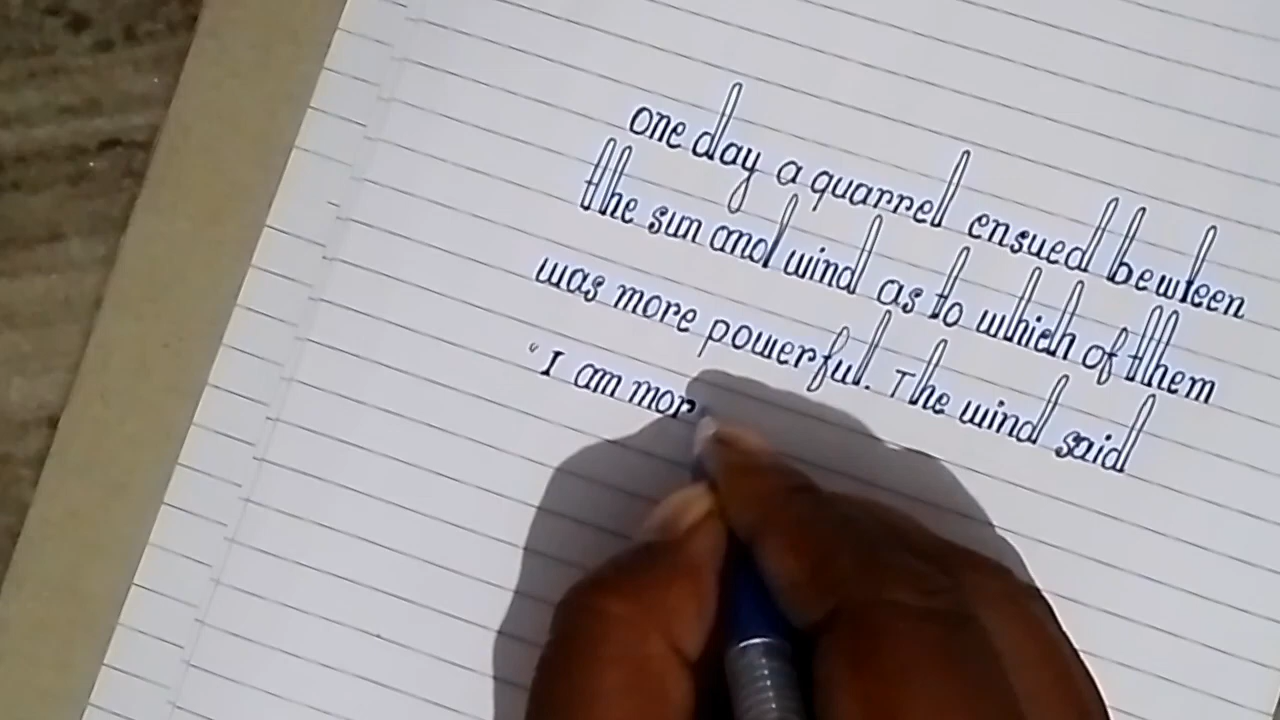 one day a quarrel ensued bewteen
the sun and wind as to which of them
was more powerful. The wind said
"I am mor